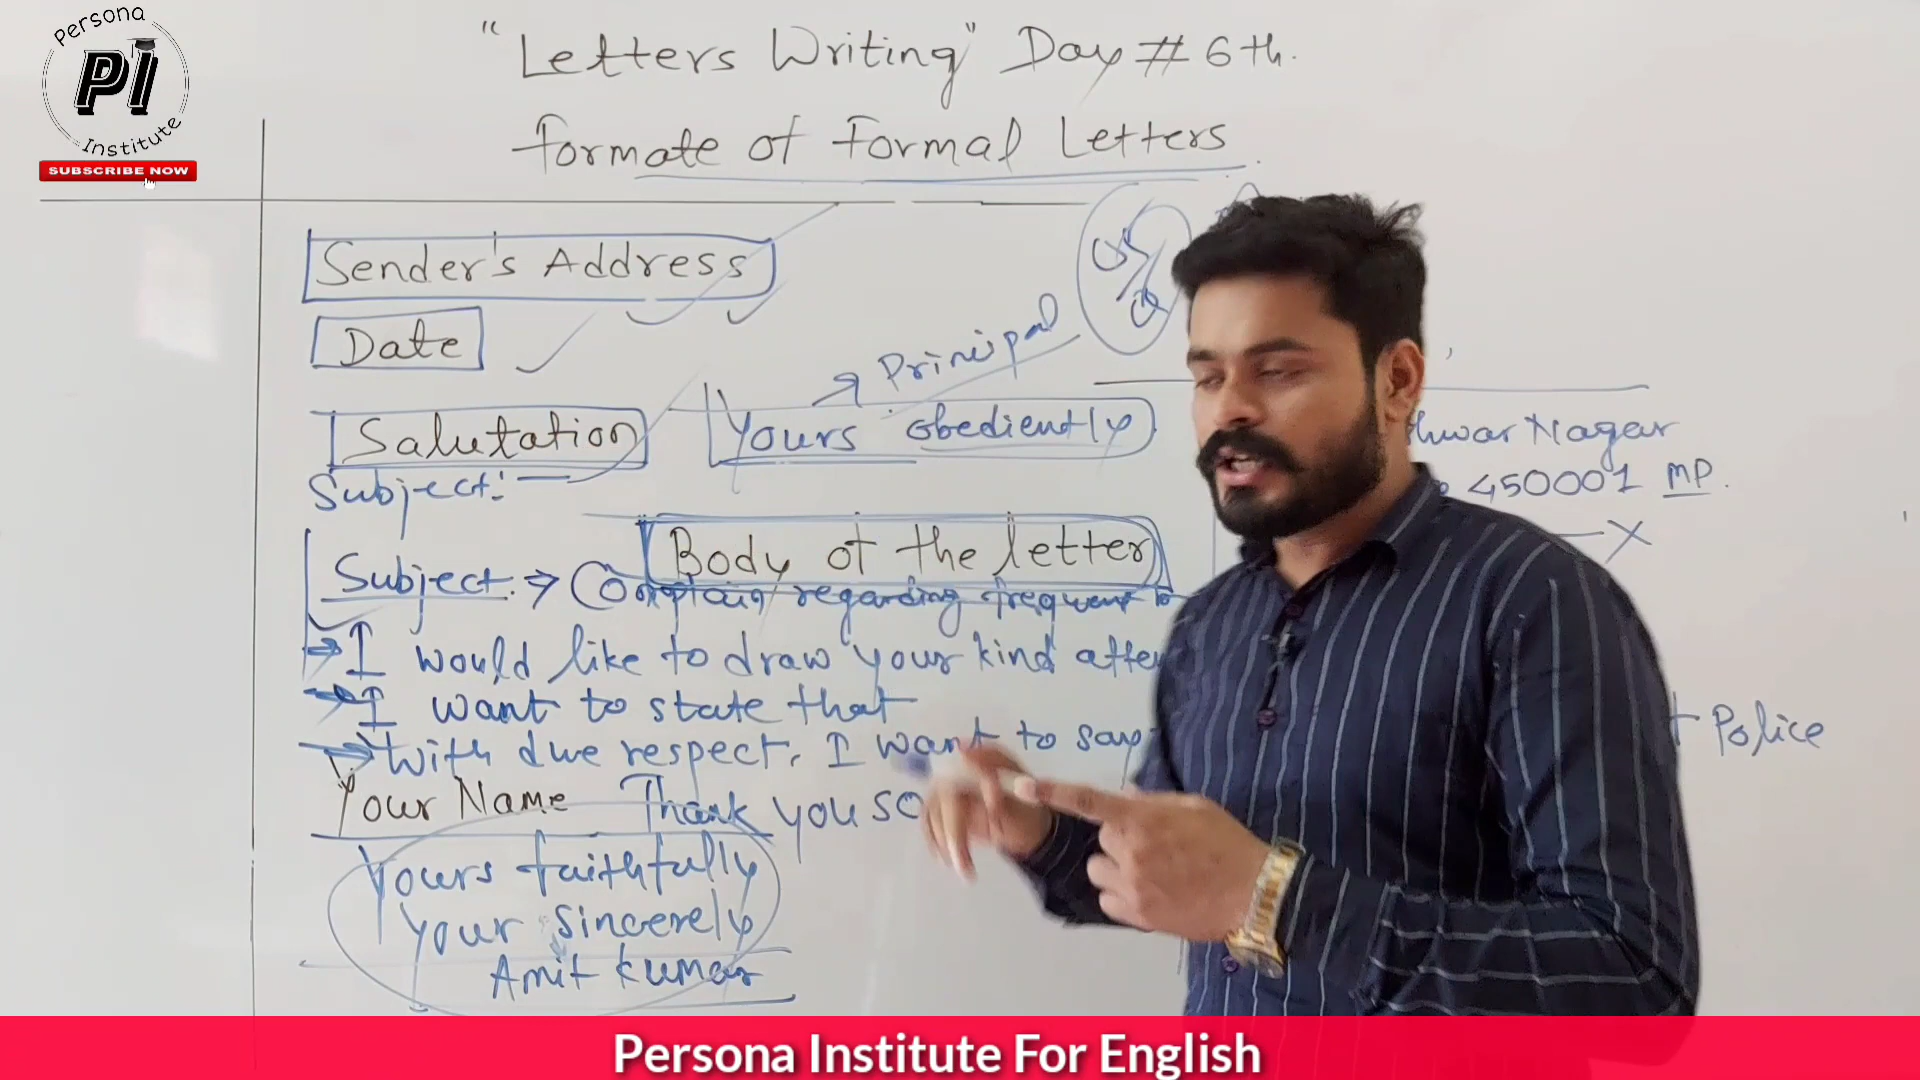 Persona
PI
Institute
SUBSCRIBE NOW
"Letters Writing" Day # 6th.
Formate of Formal Letters
Sender's Address
Date
Principal
Salutation
Yours obediently
Subject:-
hwar Nagar
450001 MP.
Body of the letter
Subject → Complain regarding frequent
→ I would like to draw your kind atten
→ I want to state that
→ With due respect, I want to say
Police
Your Name Thank you so
Yours faithfully
your sincerely
Amit Kumar
Persona Institute For English